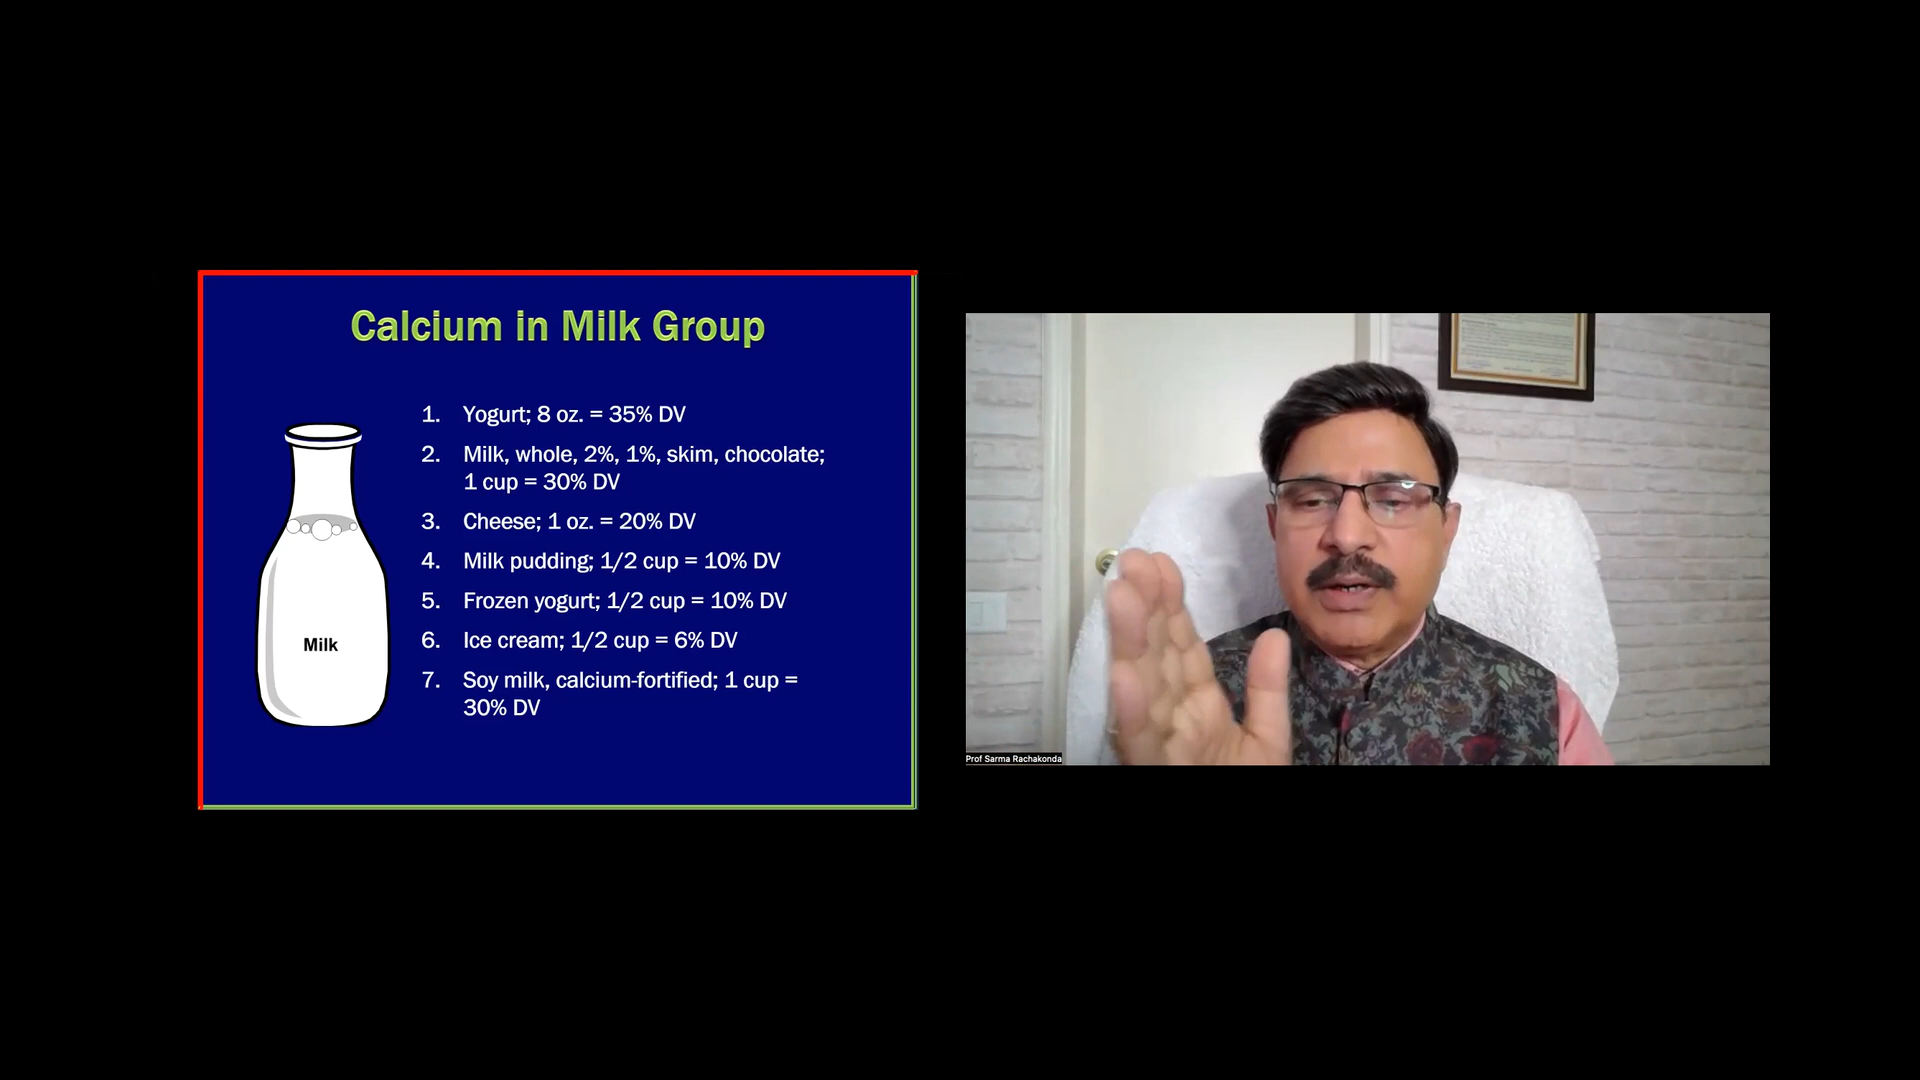 Calcium in Milk Group
1. Yogurt; 8 oz. = 35% DV
2. Milk, whole, 2%, 1%, skim, chocolate;
1 cup = 30% DV
3. Cheese; 1 oz. = 20% DV
4. Milk pudding; 1/2 cup = 10% DV
5. Frozen yogurt; 1/2 cup = 10% DV
6. Ice cream; 1/2 cup = 6% DV
7. Soy milk, calcium-fortified; 1 cup =
30% DV
Milk
Prof Sarma Rachakonda